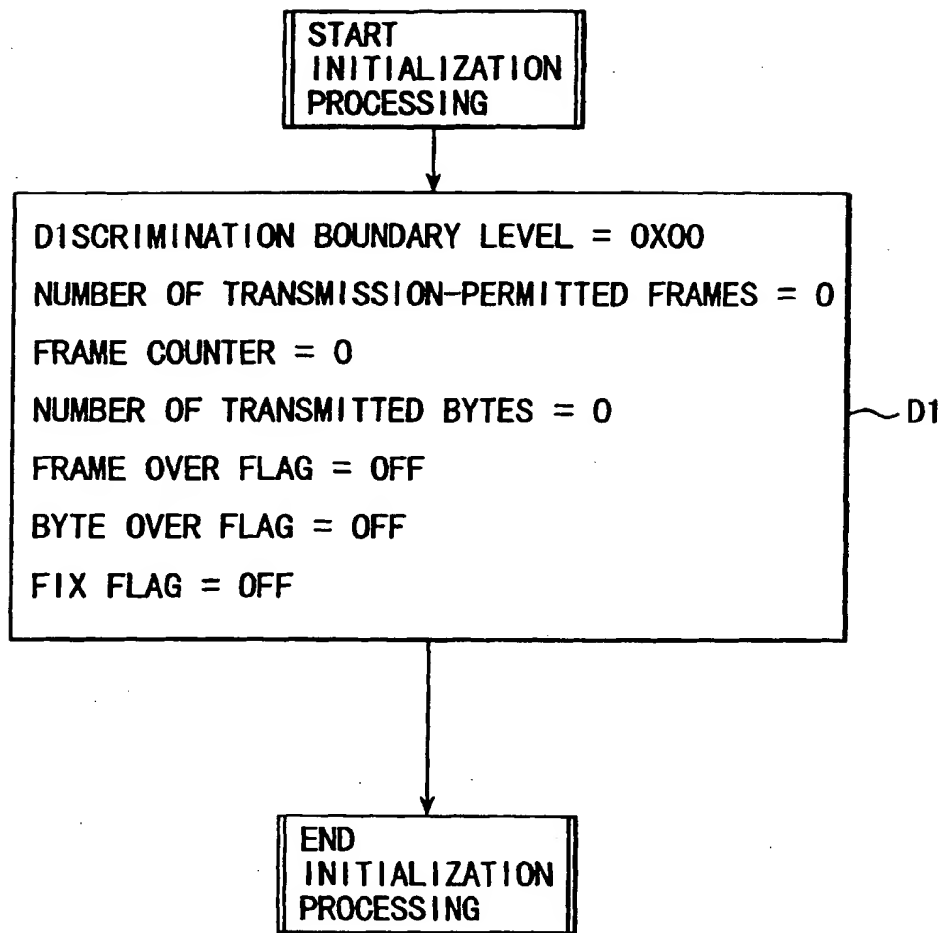 START
INITIALIZATION
PROCESSING
D1SCRIMINATION BOUNDARY LEVEL = 0X00
NUMBER OF TRANSMISSION-PERMITTED FRAMES = 0
FRAME COUNTER = 0
NUMBER OF TRANSMITTED BYTES = 0
FRAME OVER FLAG = OFF
BYTE OVER FLAG = OFF
FIX FLAG = OFF
D1
END
INITIALIZATION
PROCESSING